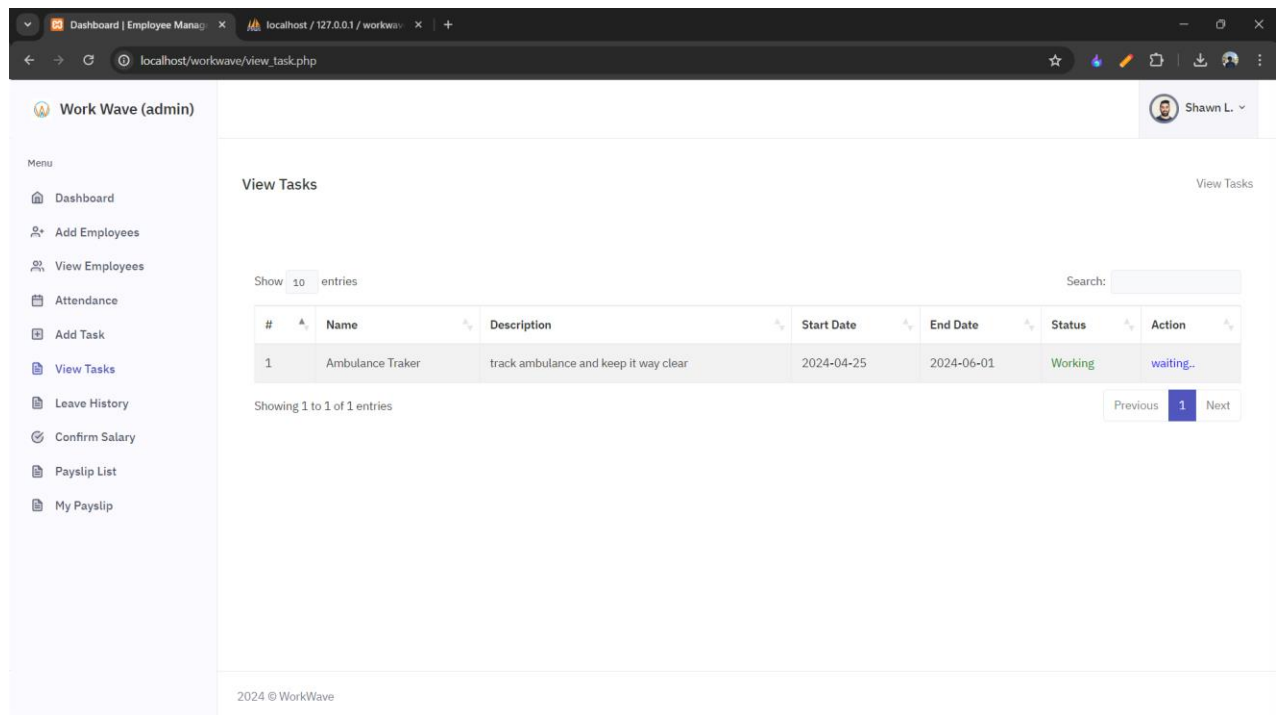 Dashboard | Employee Manag
localhost / 127.0.0.1 / workwav
localhost/workwave/view_task.php
Work Wave (admin)
Shawn L.
Menu
Dashboard
Add Employees
View Employees
Attendance
Add Task
View Tasks
Leave History
Confirm Salary
Payslip List
My Payslip
View Tasks
View Tasks
Show 10 entries
Search:
# Name Description Start Date End Date Status Action
1 Ambulance Traker track ambulance and keep it way clear 2024-04-25 2024-06-01 Working waiting..
Showing 1 to 1 of 1 entries
Previous 1 Next
2024 © WorkWave